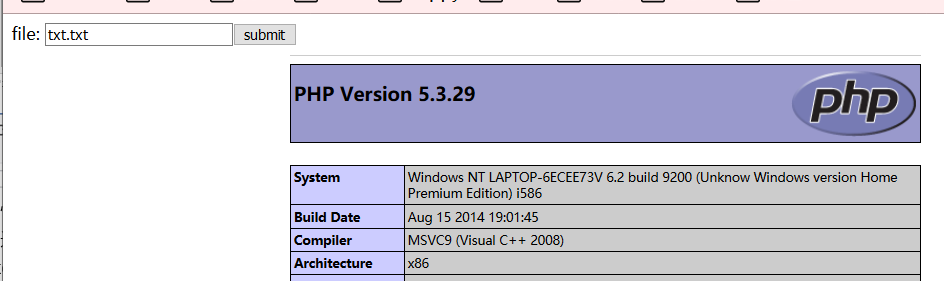 file: txt.txt submit
PHP Version 5.3.29
php
System Windows NT LAPTOP-6ECEE73V 6.2 build 9200 (Unknow Windows version Home
Premium Edition) i586
Build Date Aug 15 2014 19:01:45
Compiler MSVC9 (Visual C++ 2008)
Architecture x86